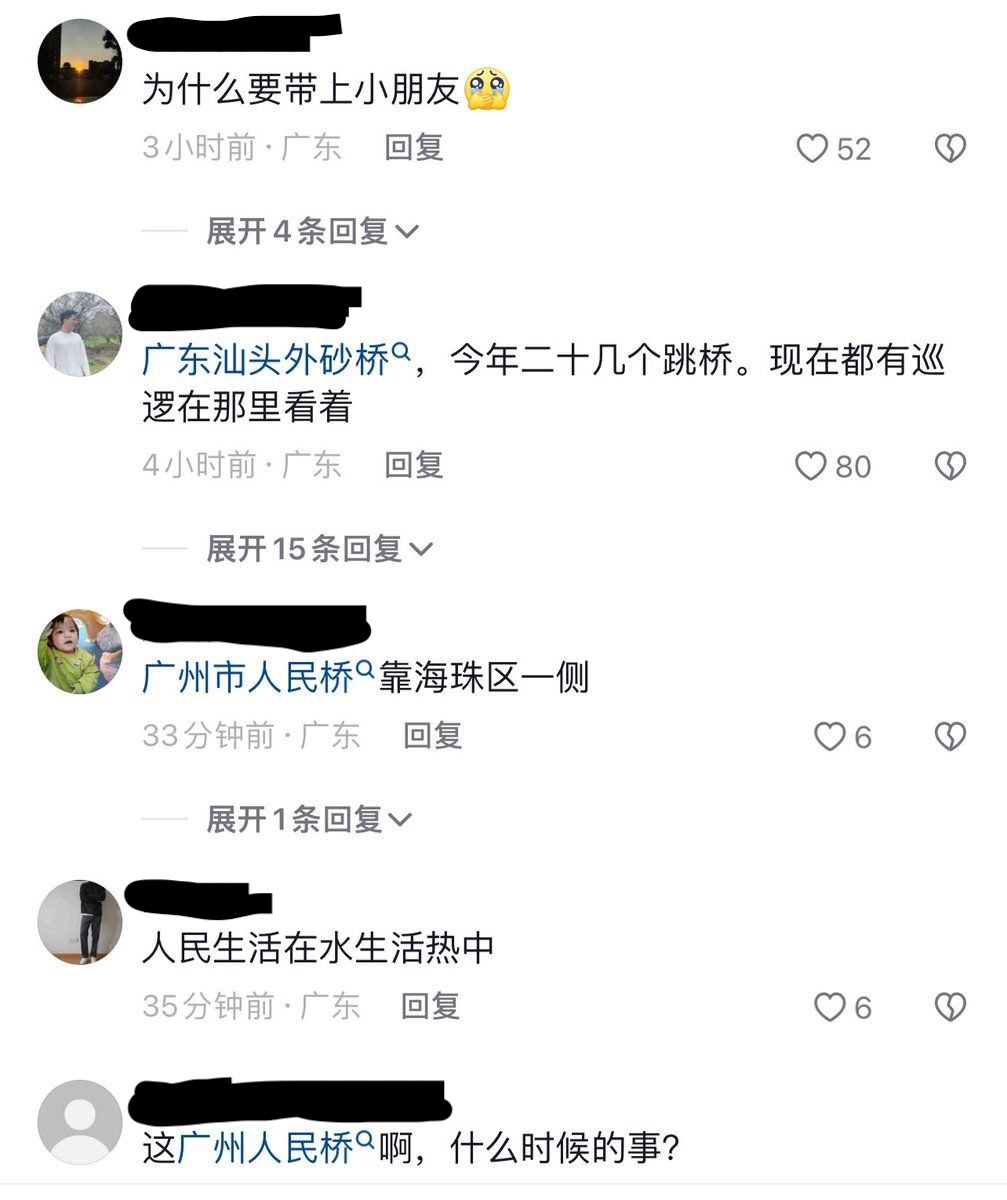 为什么要带上小朋友🥹
3小时前 · 广东 回复 52
展开4条回复
广东汕头外砂桥，今年二十几个跳桥。现在都有巡
逻在那里看着
4小时前 · 广东 回复 80
展开15条回复
广州市人民桥靠海珠区一侧
33分钟前 · 广东 回复 6
展开1条回复
人民生活在水生活热中
35分钟前 · 广东 回复 6
这广州人民桥啊，什么时候的事？